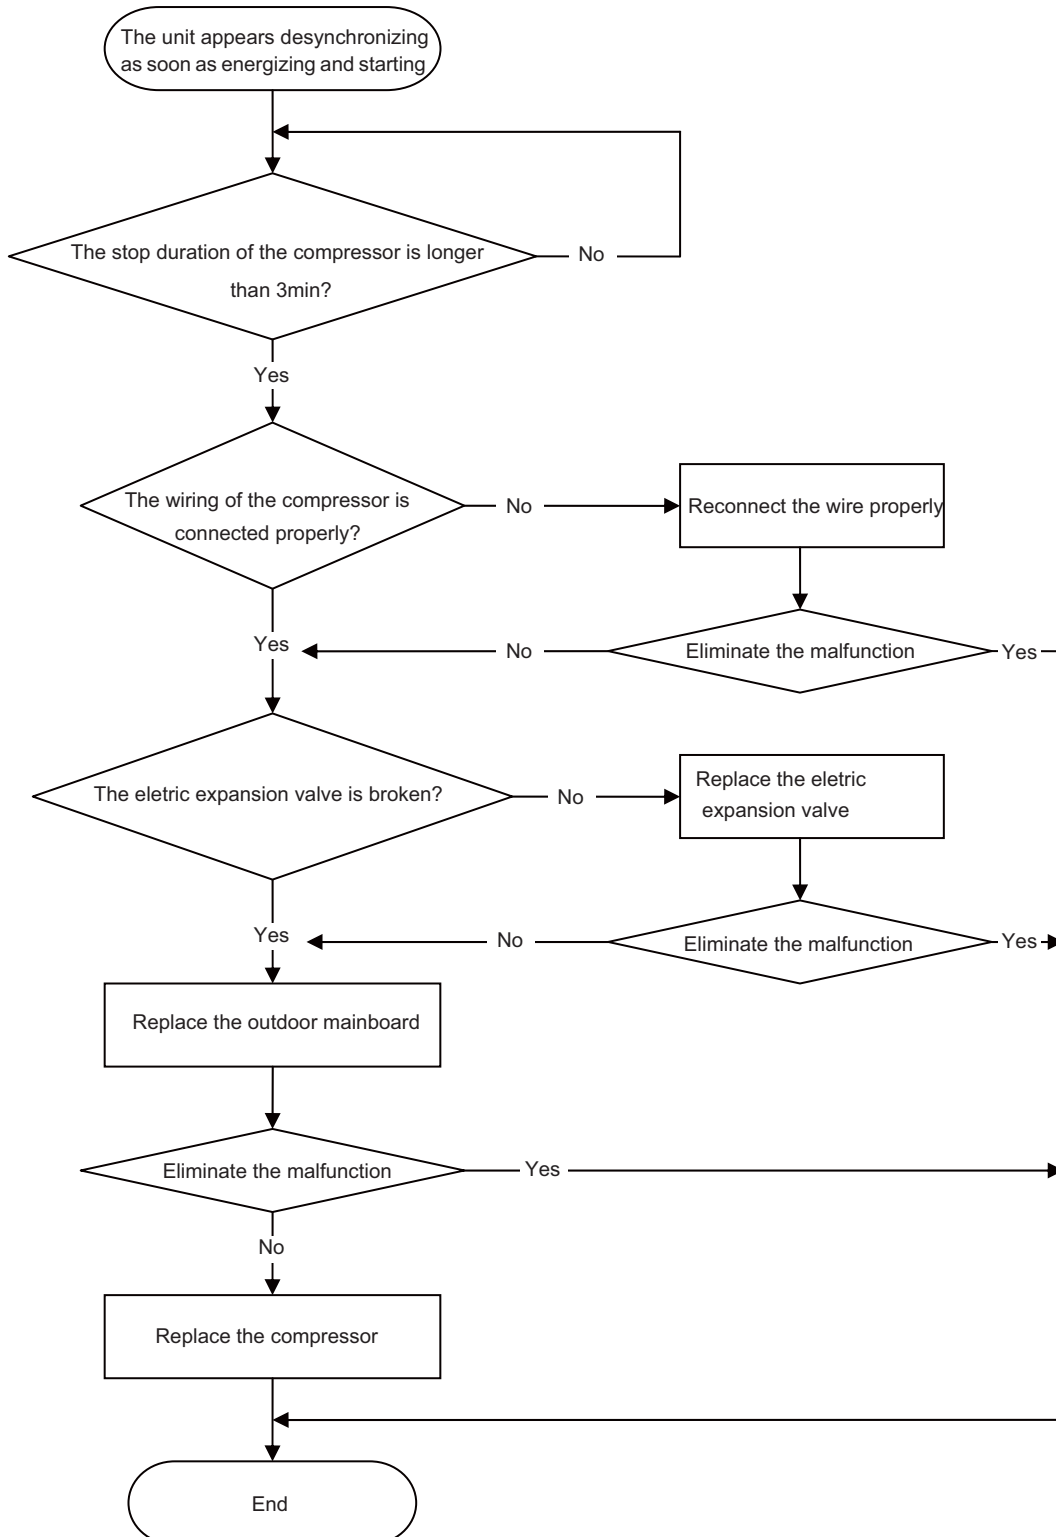 The unit appears desynchronizing
as soon as energizing and starting
The stop duration of the compressor is longer
than 3min?
No
Yes
The wiring of the compressor is
connected properly?
No
Reconnect the wire properly
Yes
No
Eliminate the malfunction
Yes
The eletric expansion valve is broken?
No
Replace the eletric
expansion valve
Yes
No
Eliminate the malfunction
Yes
Replace the outdoor mainboard
Eliminate the malfunction
Yes
No
Replace the compressor
End